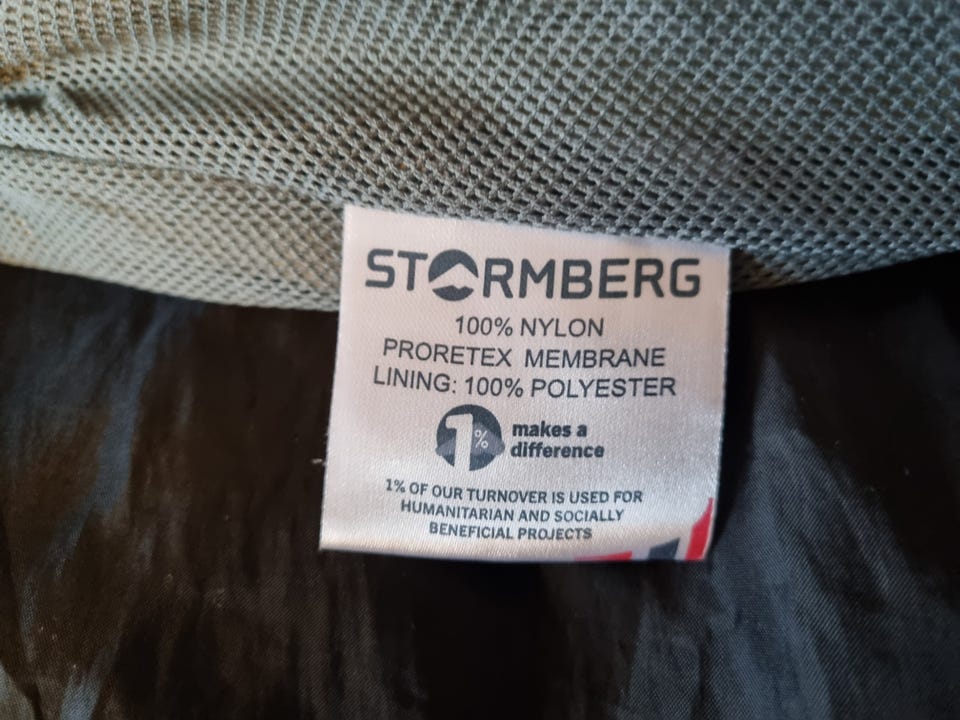 STORMBERG
100% NYLON
PRORETEX MEMBRANE
LINING: 100% POLYESTER
1% makes a
difference
1% OF OUR TURNOVER IS USED FOR
HUMANITARIAN AND SOCIALLY
BENEFICIAL PROJECTS